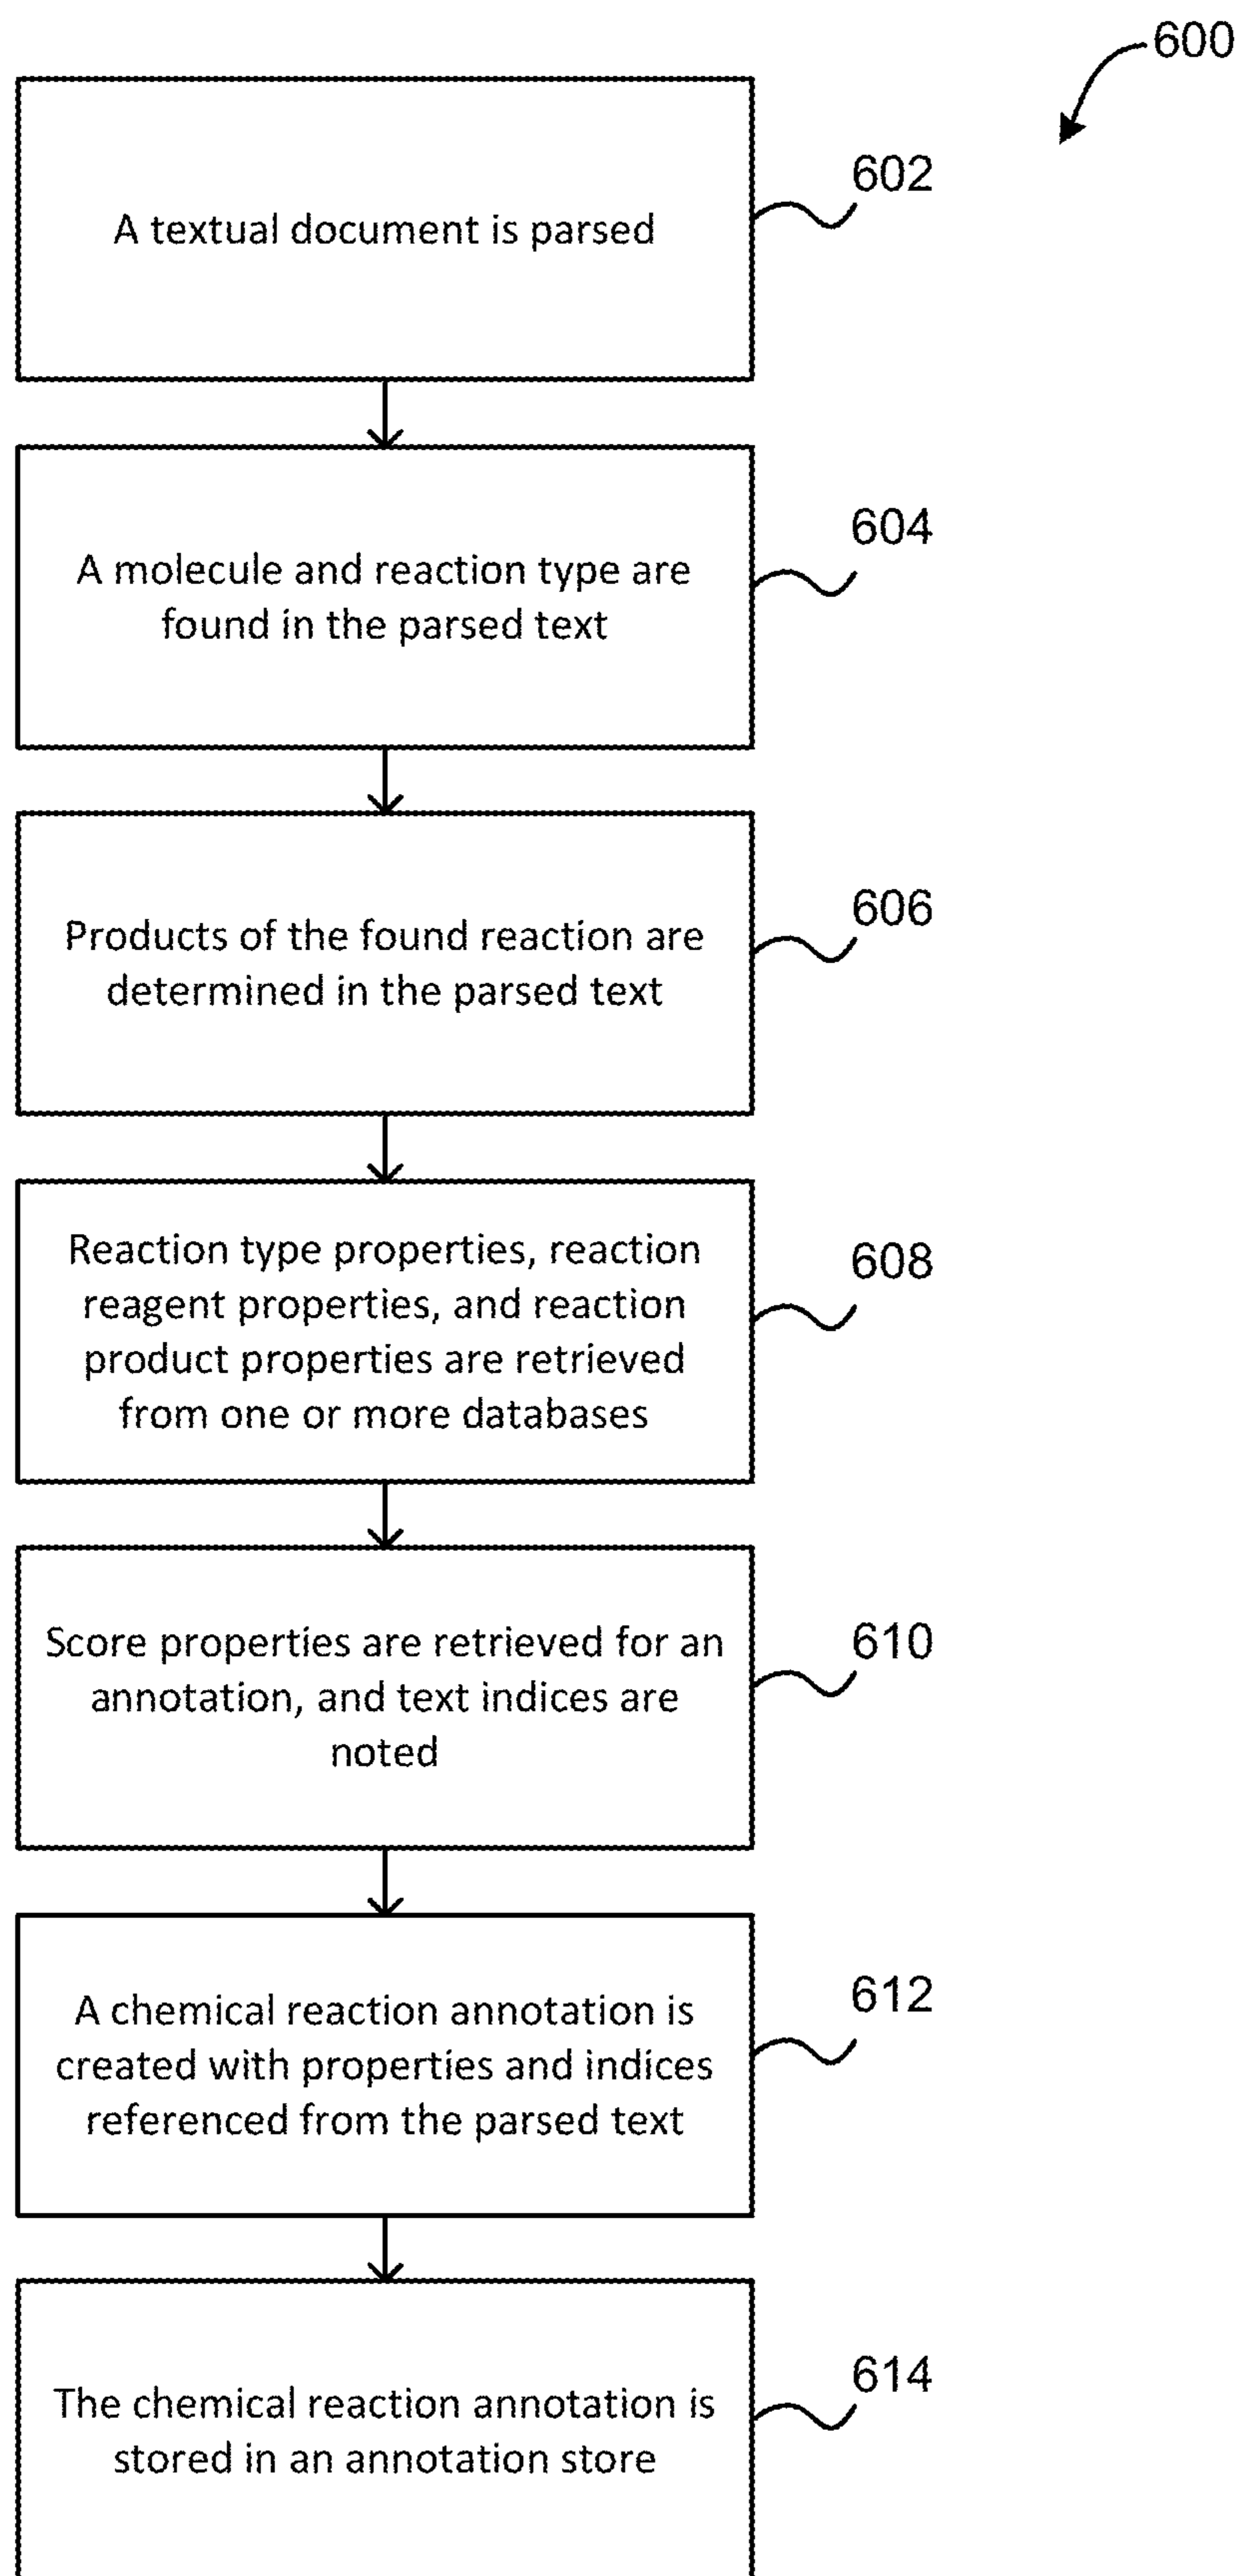 600
602
A textual document is parsed
604
A molecule and reaction type are
found in the parsed text
606
Products of the found reaction are
determined in the parsed text
608
Reaction type properties, reaction
reagent properties, and reaction
product properties are retrieved
from one or more databases
610
Score properties are retrieved for an
annotation, and text indices are
noted
612
A chemical reaction annotation is
created with properties and indices
referenced from the parsed text
614
The chemical reaction annotation is
stored in an annotation store